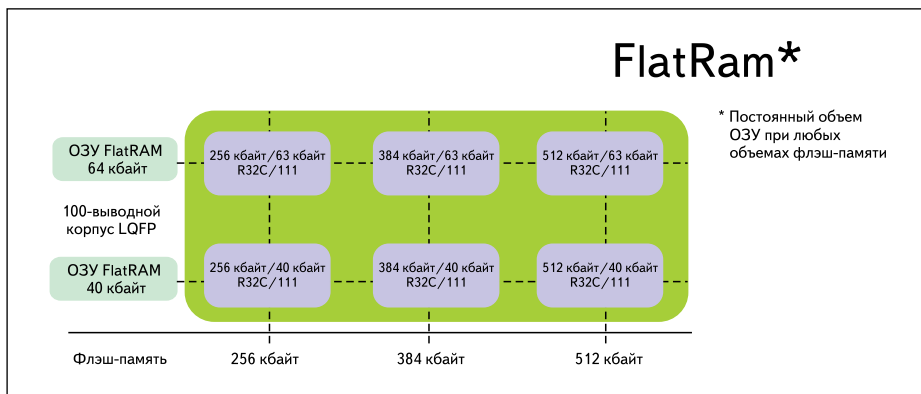 FlatRam*
* Постоянный объем
ОЗУ при любых
объемах флэш-памяти
ОЗУ FlatRAM
64 кбайт
256 кбайт/63 кбайт
R32C/111
384 кбайт/63 кбайт
R32C/111
512 кбайт/63 кбайт
R32C/111
100-выводной
корпус LQFP
ОЗУ FlatRAM
40 кбайт
256 кбайт/40 кбайт
R32C/111
384 кбайт/40 кбайт
R32C/111
512 кбайт/40 кбайт
R32C/111
Флэш-память
256 кбайт
384 кбайт
512 кбайт